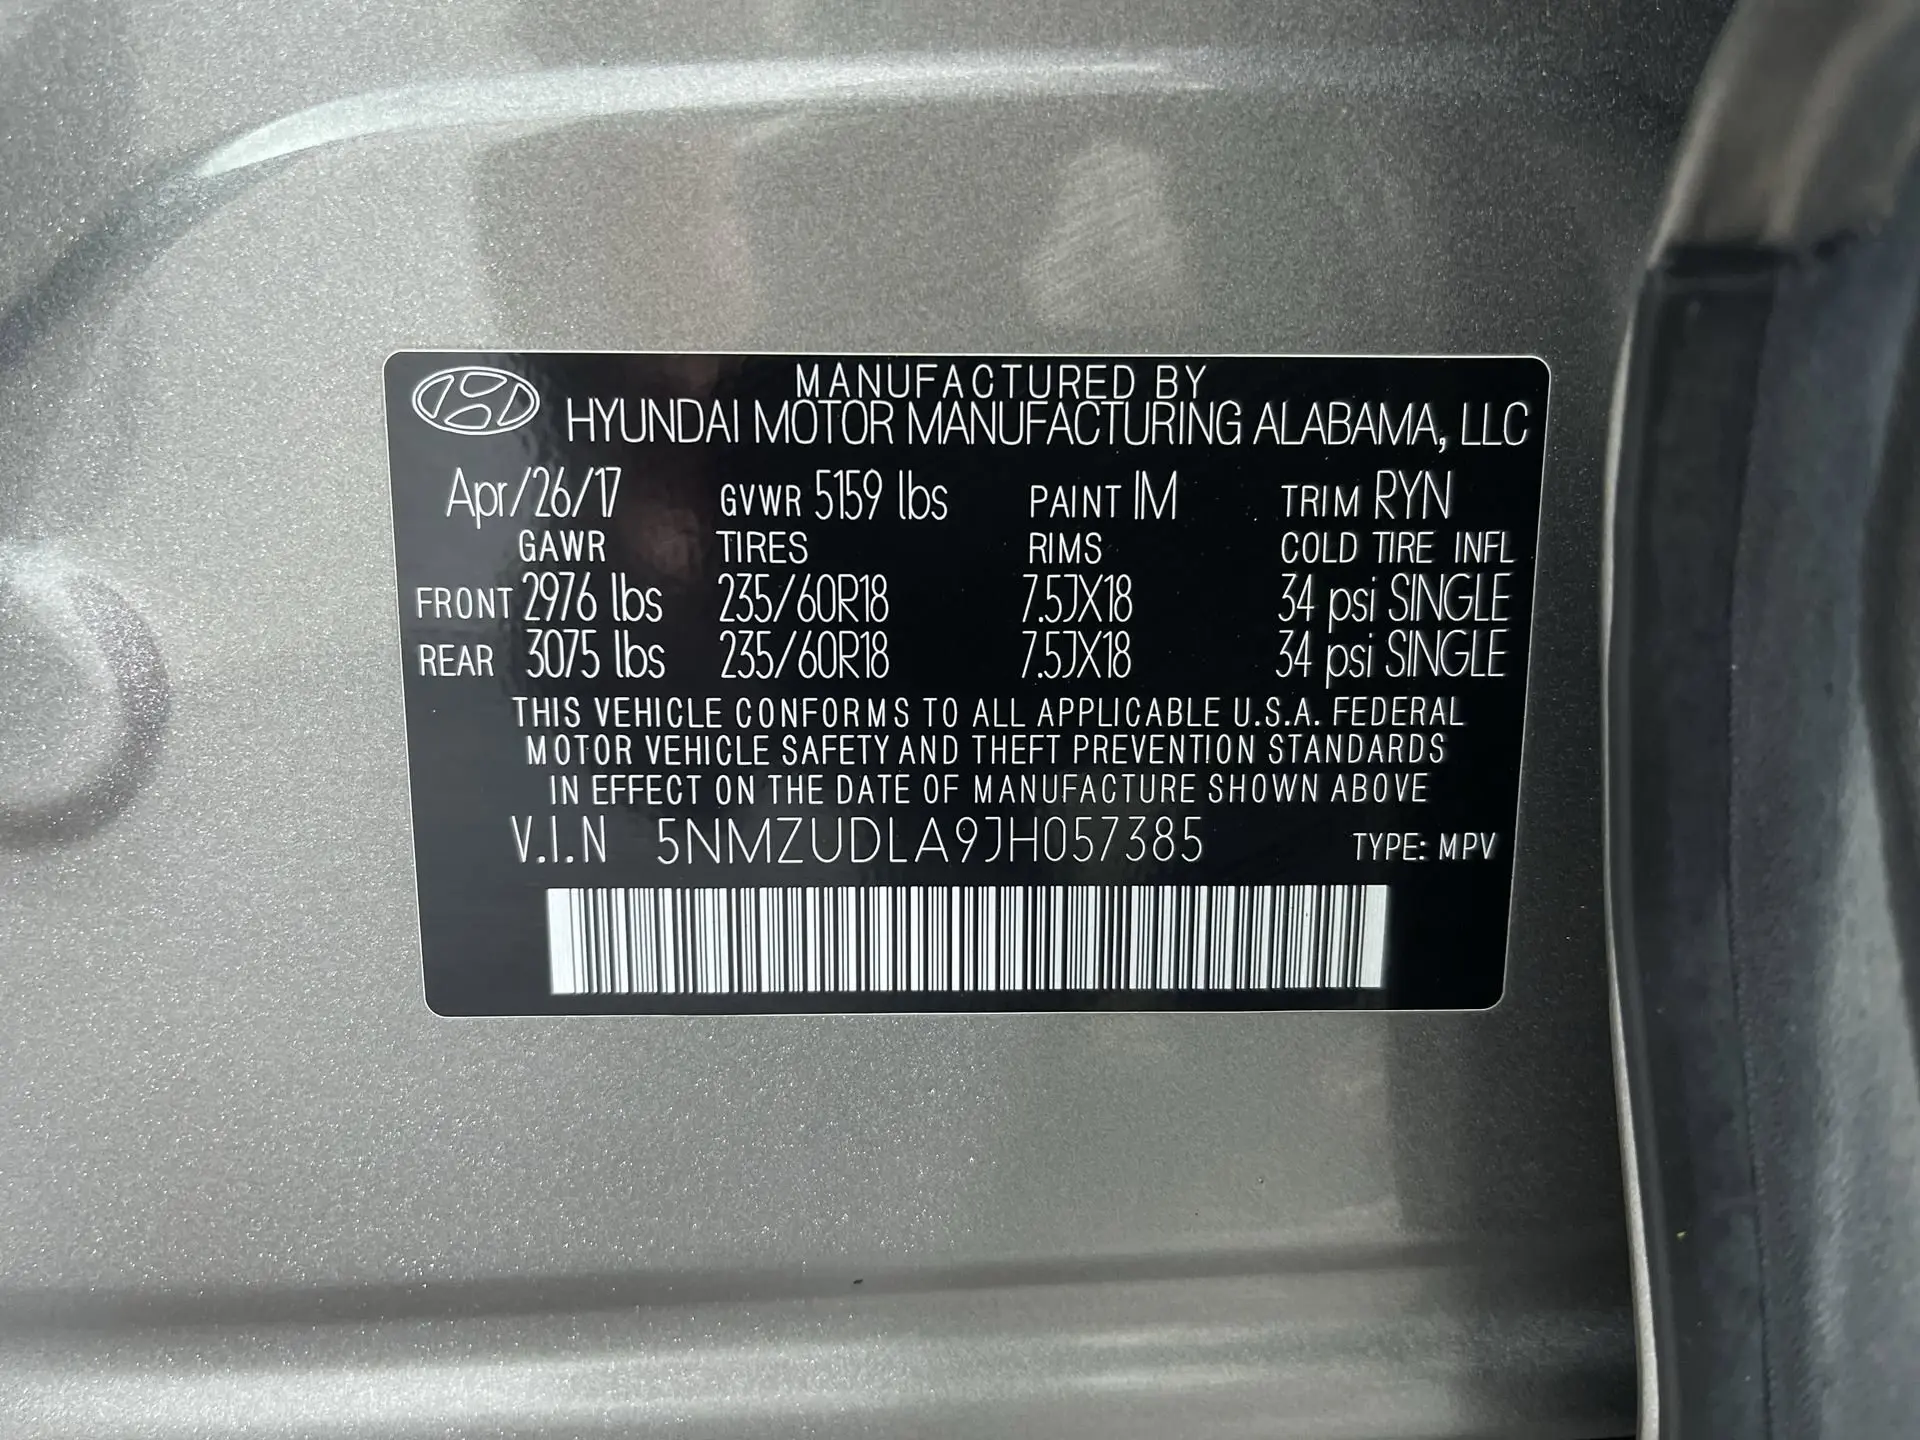 MANUFACTURED BY
HYUNDAI MOTOR MANUFACTURING ALABAMA, LLC
Apr/26/17 GVWR 5159 lbs PAINT IM TRIM RYN
GAWR TIRES RIMS COLD TIRE INFL
FRONT 2976 lbs 235/60R18 7.5JX18 34 psi SINGLE
REAR 3075 lbs 235/60R18 7.5JX18 34 psi SINGLE
THIS VEHICLE CONFORMS TO ALL APPLICABLE U.S.A. FEDERAL
MOTOR VEHICLE SAFETY AND THEFT PREVENTION STANDARDS
IN EFFECT ON THE DATE OF MANUFACTURE SHOWN ABOVE
V.I.N 5NMZUDLA9JH057385 TYPE: MPV